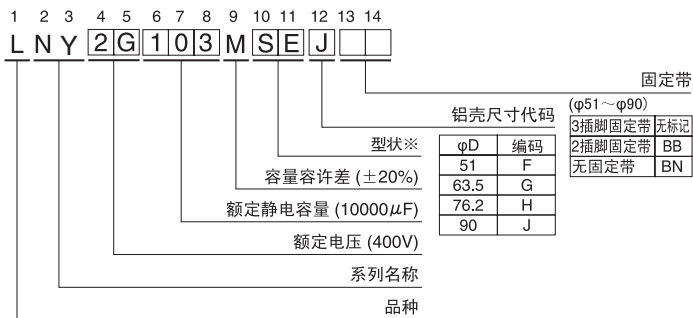 1 2 3 4 5 6 7 8 9 10 11 12 13 14
L N Y 2 G 1 0 3 M S E J
固定带
(φ51～φ90)
3插脚固定带 无标记
2插脚固定带 BB
无固定带 BN
铝壳尺寸代码
φD 编码
51 F
63.5 G
76.2 H
90 J
型状※
容量容许差 (±20%)
额定静电容量 (10000μF)
额定电压 (400V)
系列名称
品种